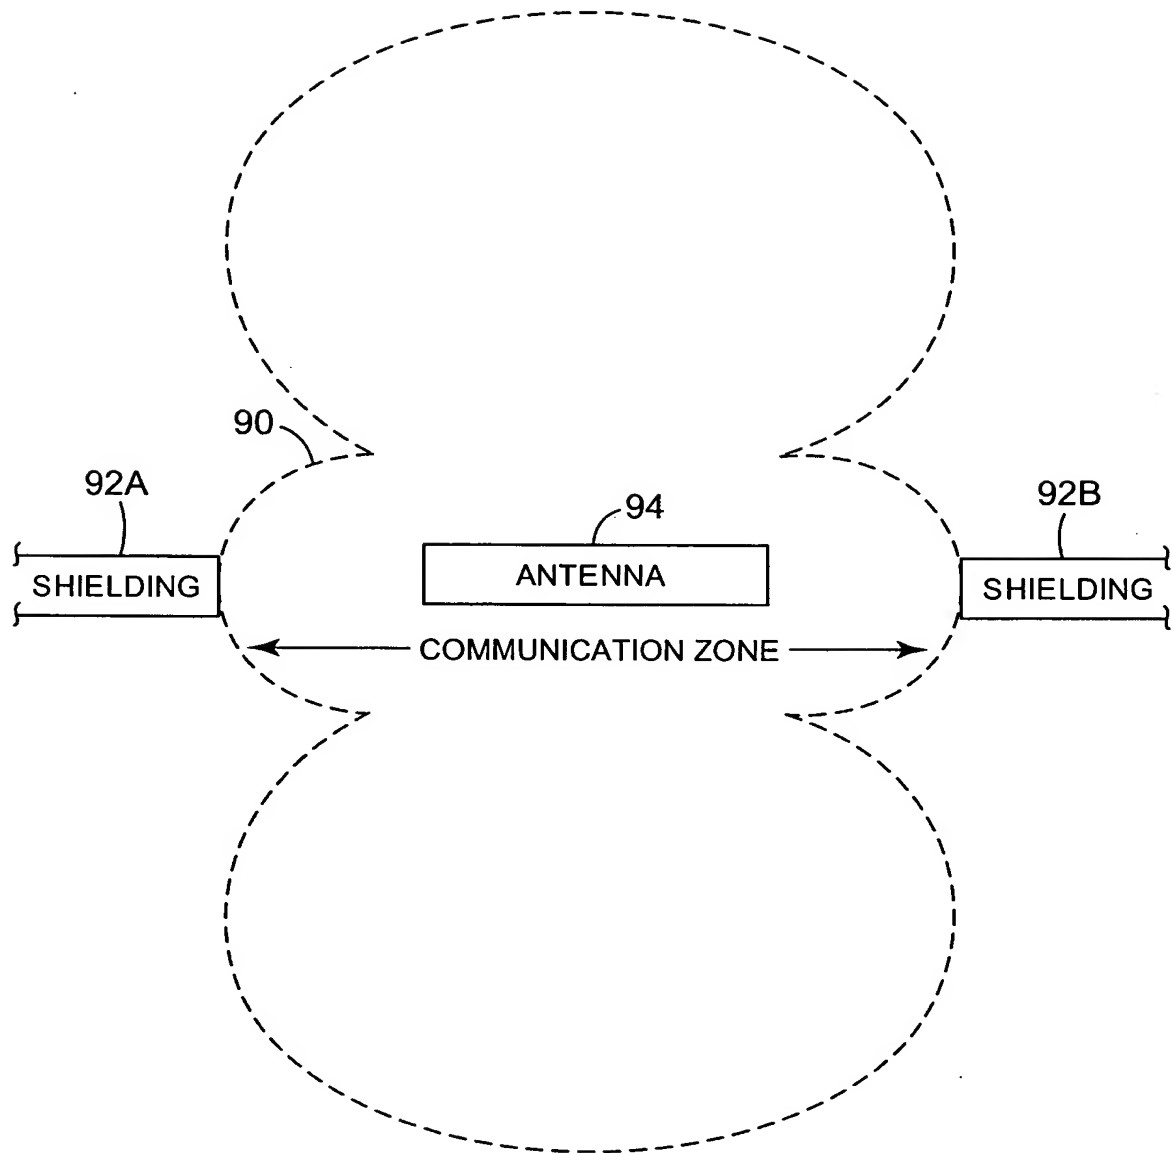 90
92A
94
92B
SHIELDING
ANTENNA
SHIELDING
COMMUNICATION ZONE